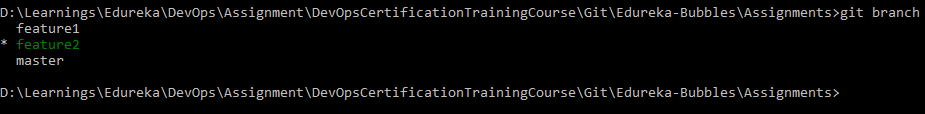 D:\Learnings\Edureka\DevOps\Assignment\DevOpsCertificationTrainingCourse\Git\Edureka-Bubbles\Assignments>git branch
  feature1
* feature2
  master
D:\Learnings\Edureka\DevOps\Assignment\DevOpsCertificationTrainingCourse\Git\Edureka-Bubbles\Assignments>